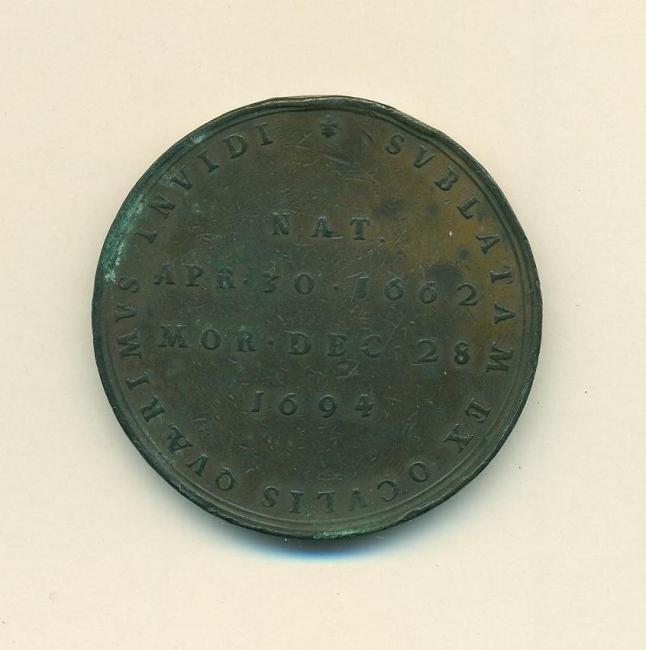 SVBLATAM EX OCVLIS QVÆRIMVS INVIDI
NAT.
APR·30·1662
MOR·DEC·28
1694